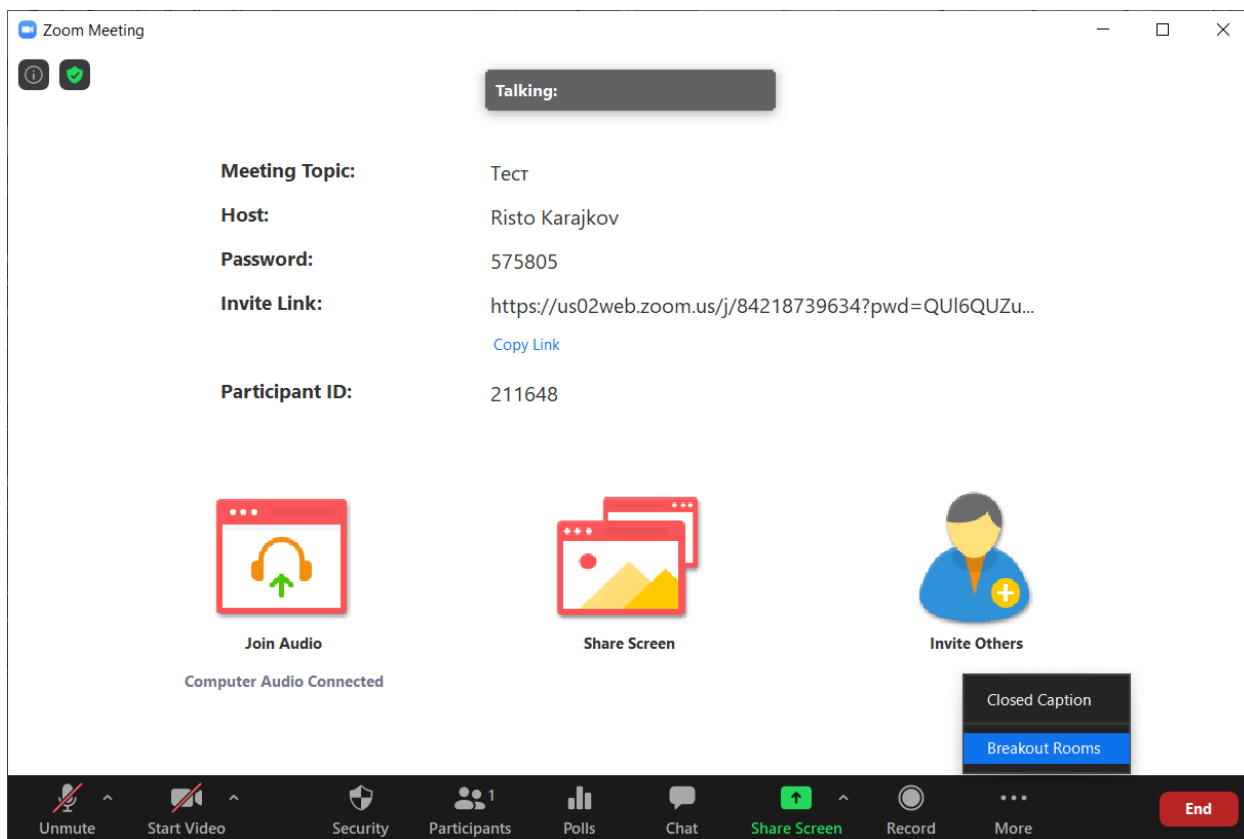 Zoom Meeting
Talking:
Meeting Topic: Тест
Host: Risto Karajkov
Password: 575805
Invite Link: https://us02web.zoom.us/j/84218739634?pwd=QUl6QUZu...
Copy Link
Participant ID: 211648
Join Audio Share Screen Invite Others
Computer Audio Connected
Closed Caption
Breakout Rooms
1
Unmute Start Video Security Participants Polls Chat Share Screen Record More End